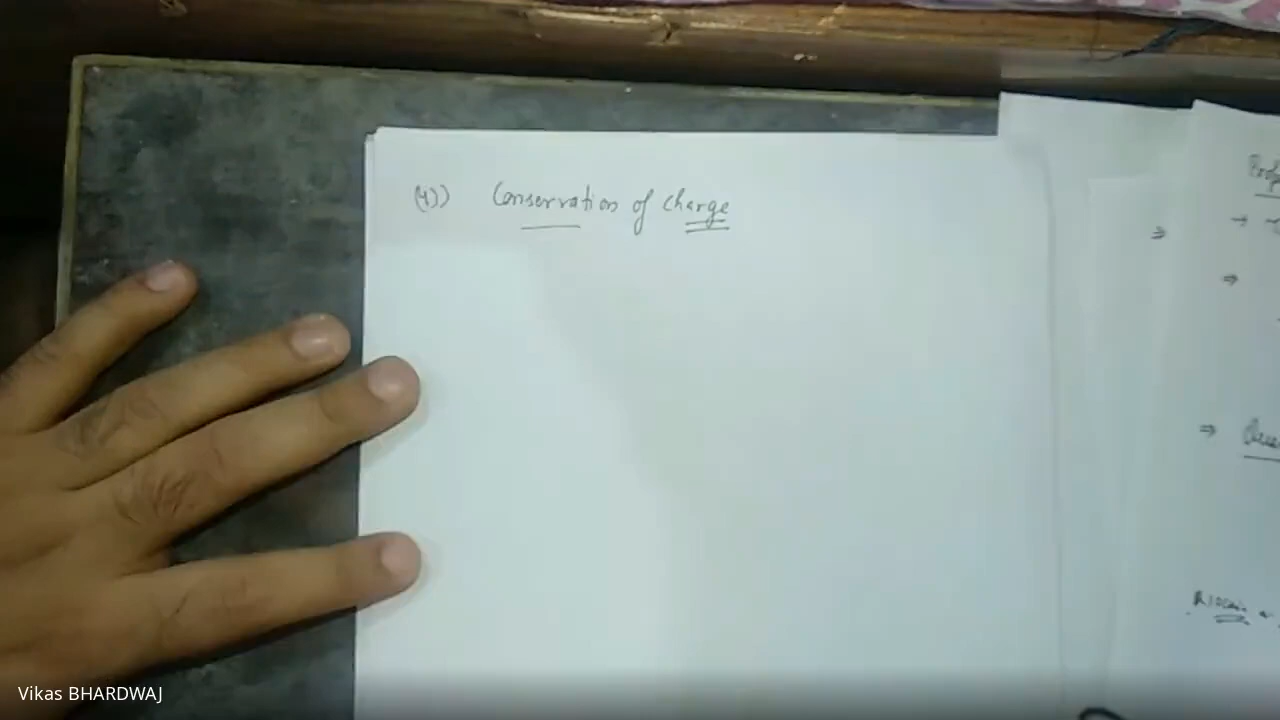 (4)) Conservation of charge
⇒
→
⇒
⇒
Vikas BHARDWAJ